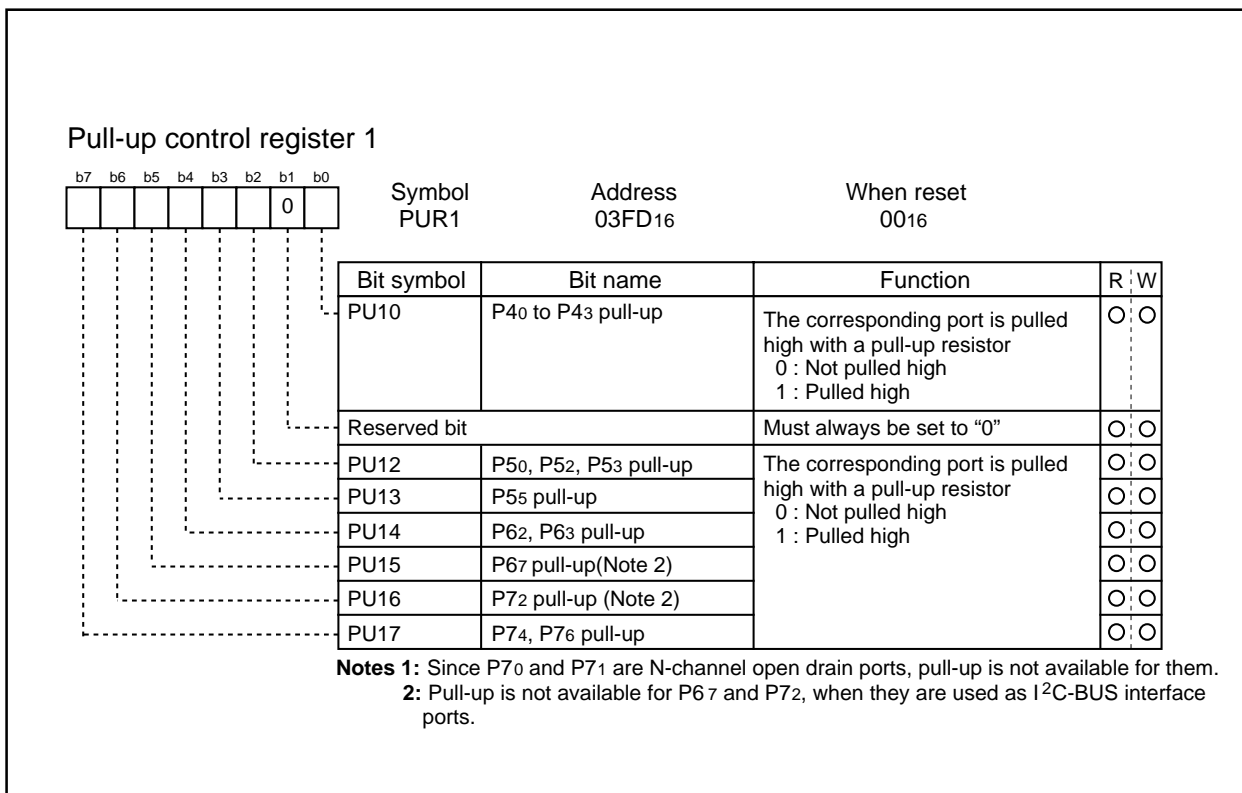 Pull-up control register 1
b7 b6 b5 b4 b3 b2 b1 b0
0
Symbol Address When reset
PUR1 03FD16 0016
Bit symbol Bit name Function R W
PU10 P40 to P43 pull-up The corresponding port is pulled
high with a pull-up resistor
0 : Not pulled high
1 : Pulled high
Reserved bit Must always be set to “0”
PU12 P50, P52, P53 pull-up The corresponding port is pulled
high with a pull-up resistor
PU13 P55 pull-up
0 : Not pulled high
PU14 P62, P63 pull-up 1 : Pulled high
PU15 P67 pull-up(Note 2)
PU16 P72 pull-up (Note 2)
PU17 P74, P76 pull-up
Notes 1: Since P70 and P71 are N-channel open drain ports, pull-up is not available for them.
2: Pull-up is not available for P67 and P72, when they are used as I2C-BUS interface
ports.